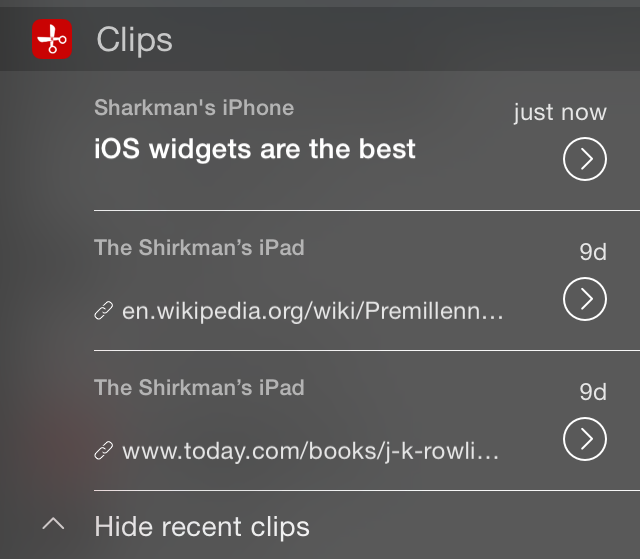 Clips
Sharkman's iPhone
just now
iOS widgets are the best
The Shirkman’s iPad
9d
en.wikipedia.org/wiki/Premillenn…
The Shirkman’s iPad
9d
www.today.com/books/j-k-rowli…
Hide recent clips